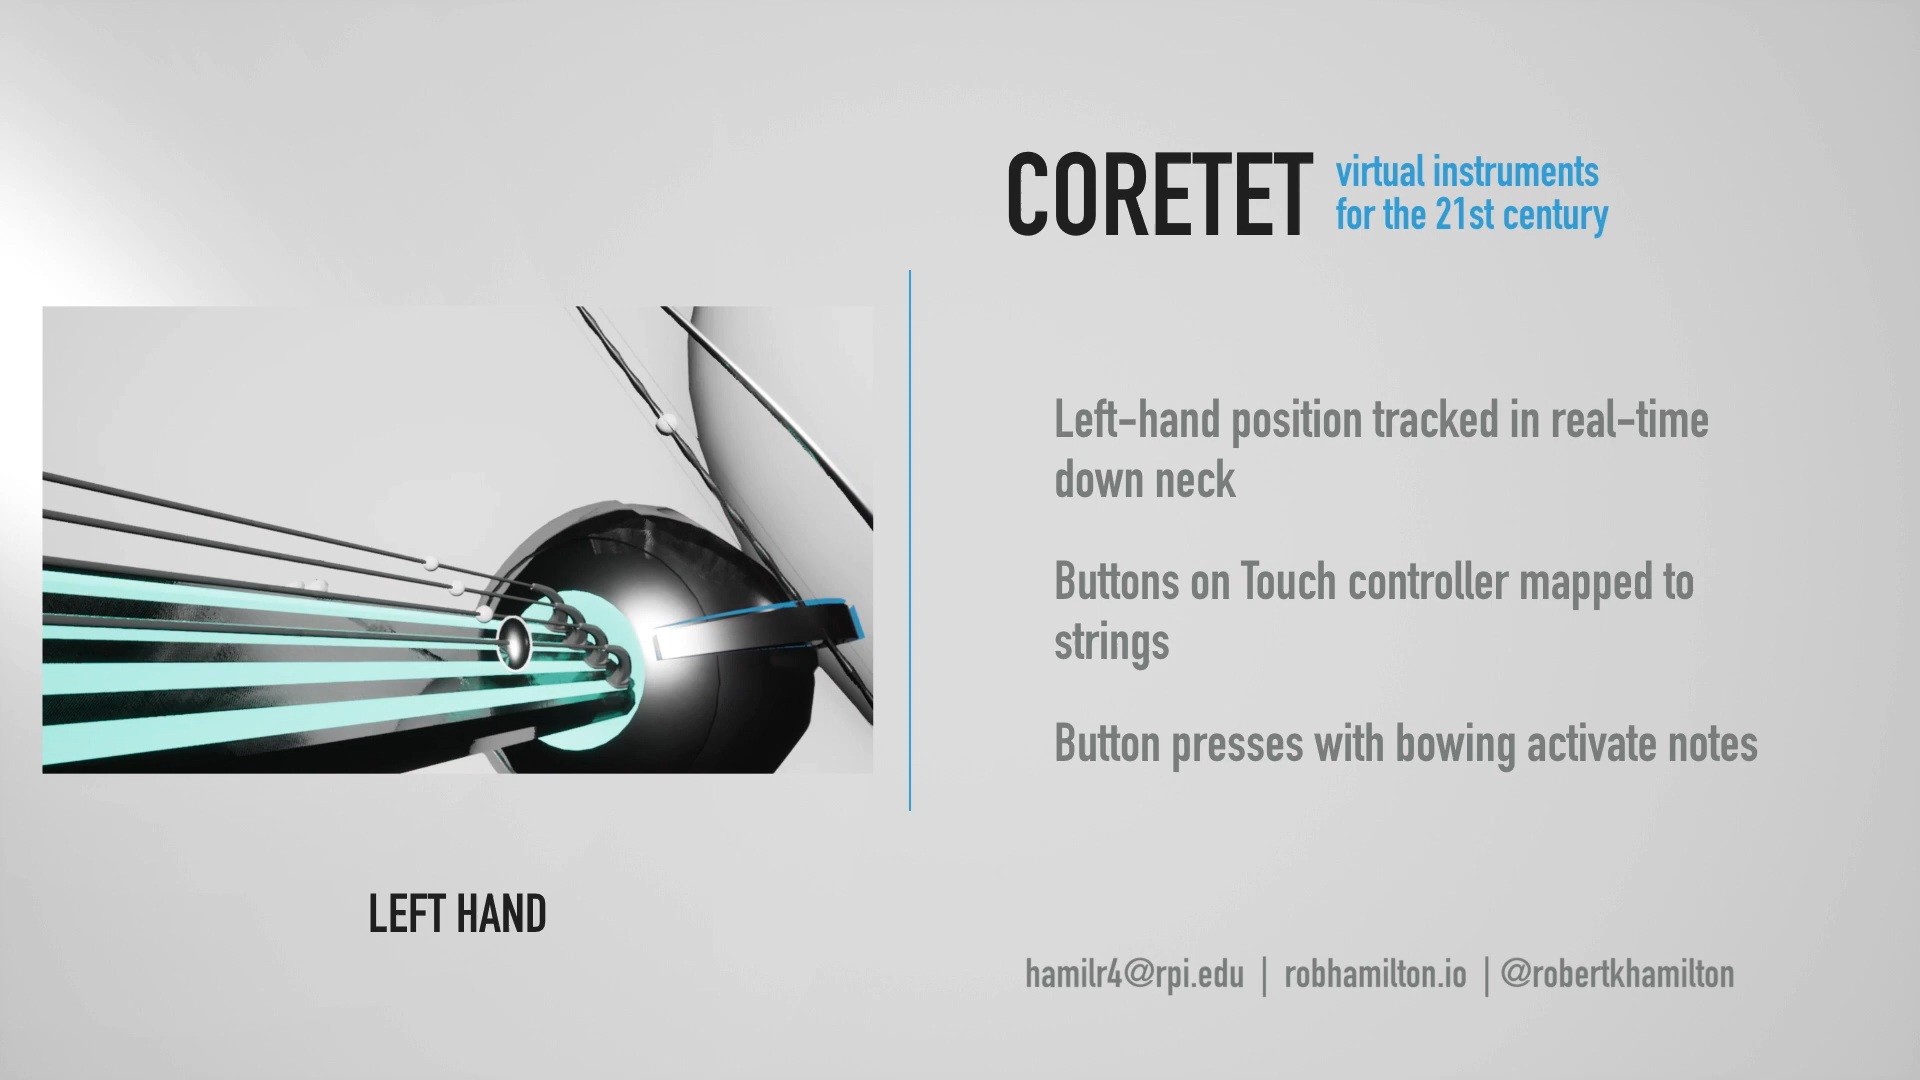 CORETET
virtual instruments
for the 21st century
Left-hand position tracked in real-time
down neck
Buttons on Touch controller mapped to
strings
Button presses with bowing activate notes
LEFT HAND
hamilr4@rpi.edu | robhamilton.io | @robertkhamilton